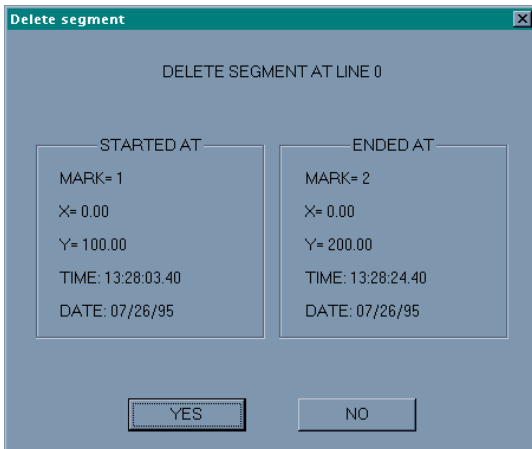 Delete segment
DELETE SEGMENT AT LINE 0
STARTED AT
MARK= 1
X= 0.00
Y= 100.00
TIME: 13:28:03.40
DATE: 07/26/95
ENDED AT
MARK= 2
X= 0.00
Y= 200.00
TIME: 13:28:24.40
DATE: 07/26/95
YES
NO